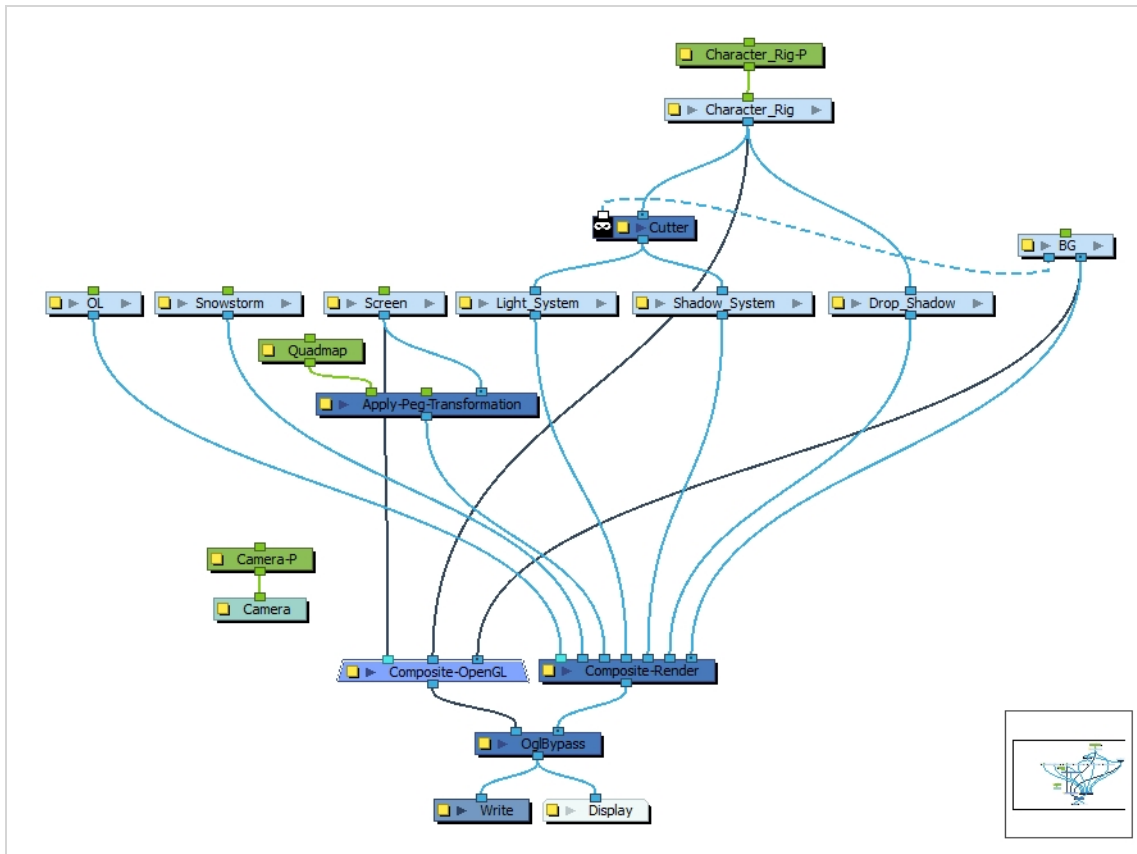 Character_Rig-P
Character_Rig
Cutter
BG
OL
Snowstorm
Screen
Light_System
Shadow_System
Drop_Shadow
Quadmap
Apply-Peg-Transformation
Camera-P
Camera
Composite-OpenGL
Composite-Render
OglBypass
Write
Display